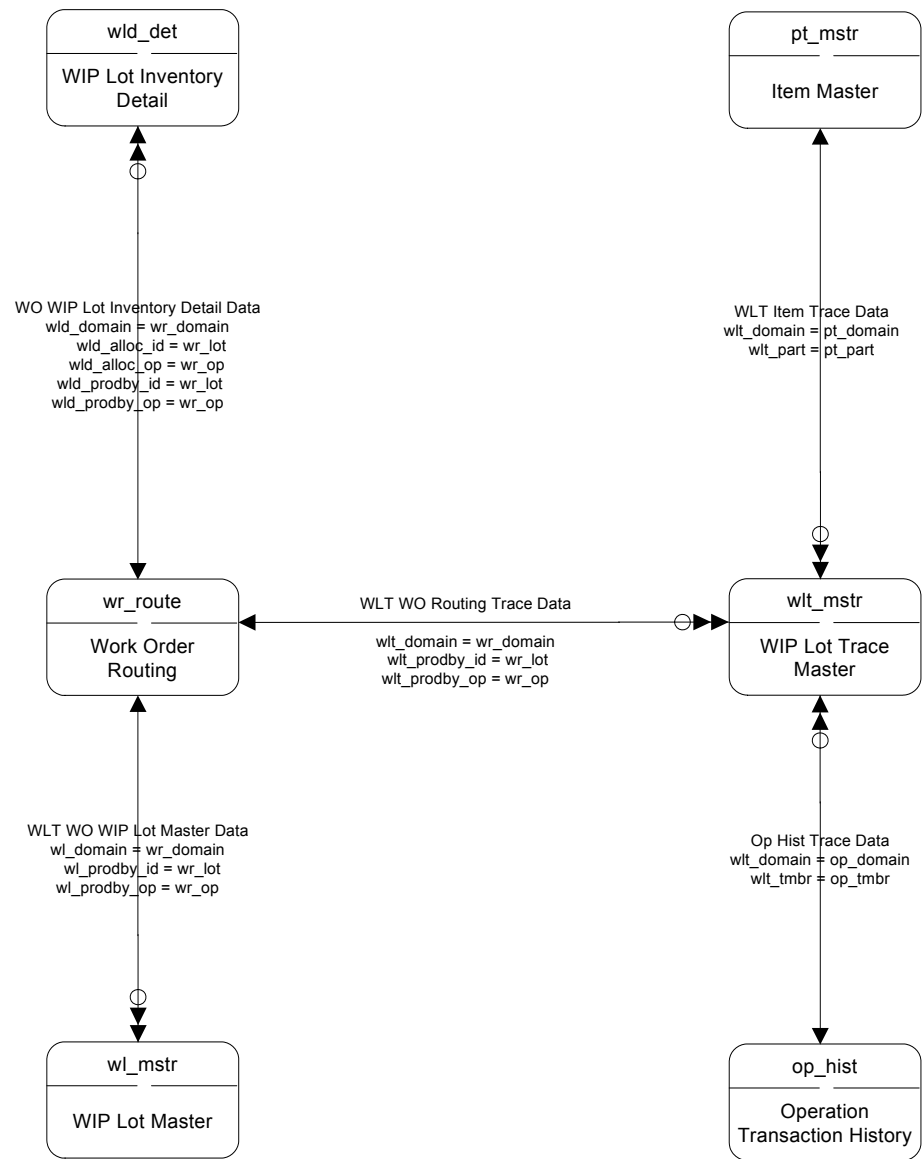 wld_det
WIP Lot Inventory
Detail
pt_mstr
Item Master
WO WIP Lot Inventory Detail Data
wld_domain = wr_domain
wld_alloc_id = wr_lot
wld_alloc_op = wr_op
wld_prodby_id = wr_lot
wld_prodby_op = wr_op
WLT Item Trace Data
wlt_domain = pt_domain
wlt_part = pt_part
wr_route
Work Order
Routing
WLT WO Routing Trace Data
wlt_domain = wr_domain
wlt_prodby_id = wr_lot
wlt_prodby_op = wr_op
wlt_mstr
WIP Lot Trace
Master
WLT WO WIP Lot Master Data
wl_domain = wr_domain
wl_prodby_id = wr_lot
wl_prodby_op = wr_op
Op Hist Trace Data
wlt_domain = op_domain
wlt_tmbr = op_tmbr
wl_mstr
WIP Lot Master
op_hist
Operation
Transaction History